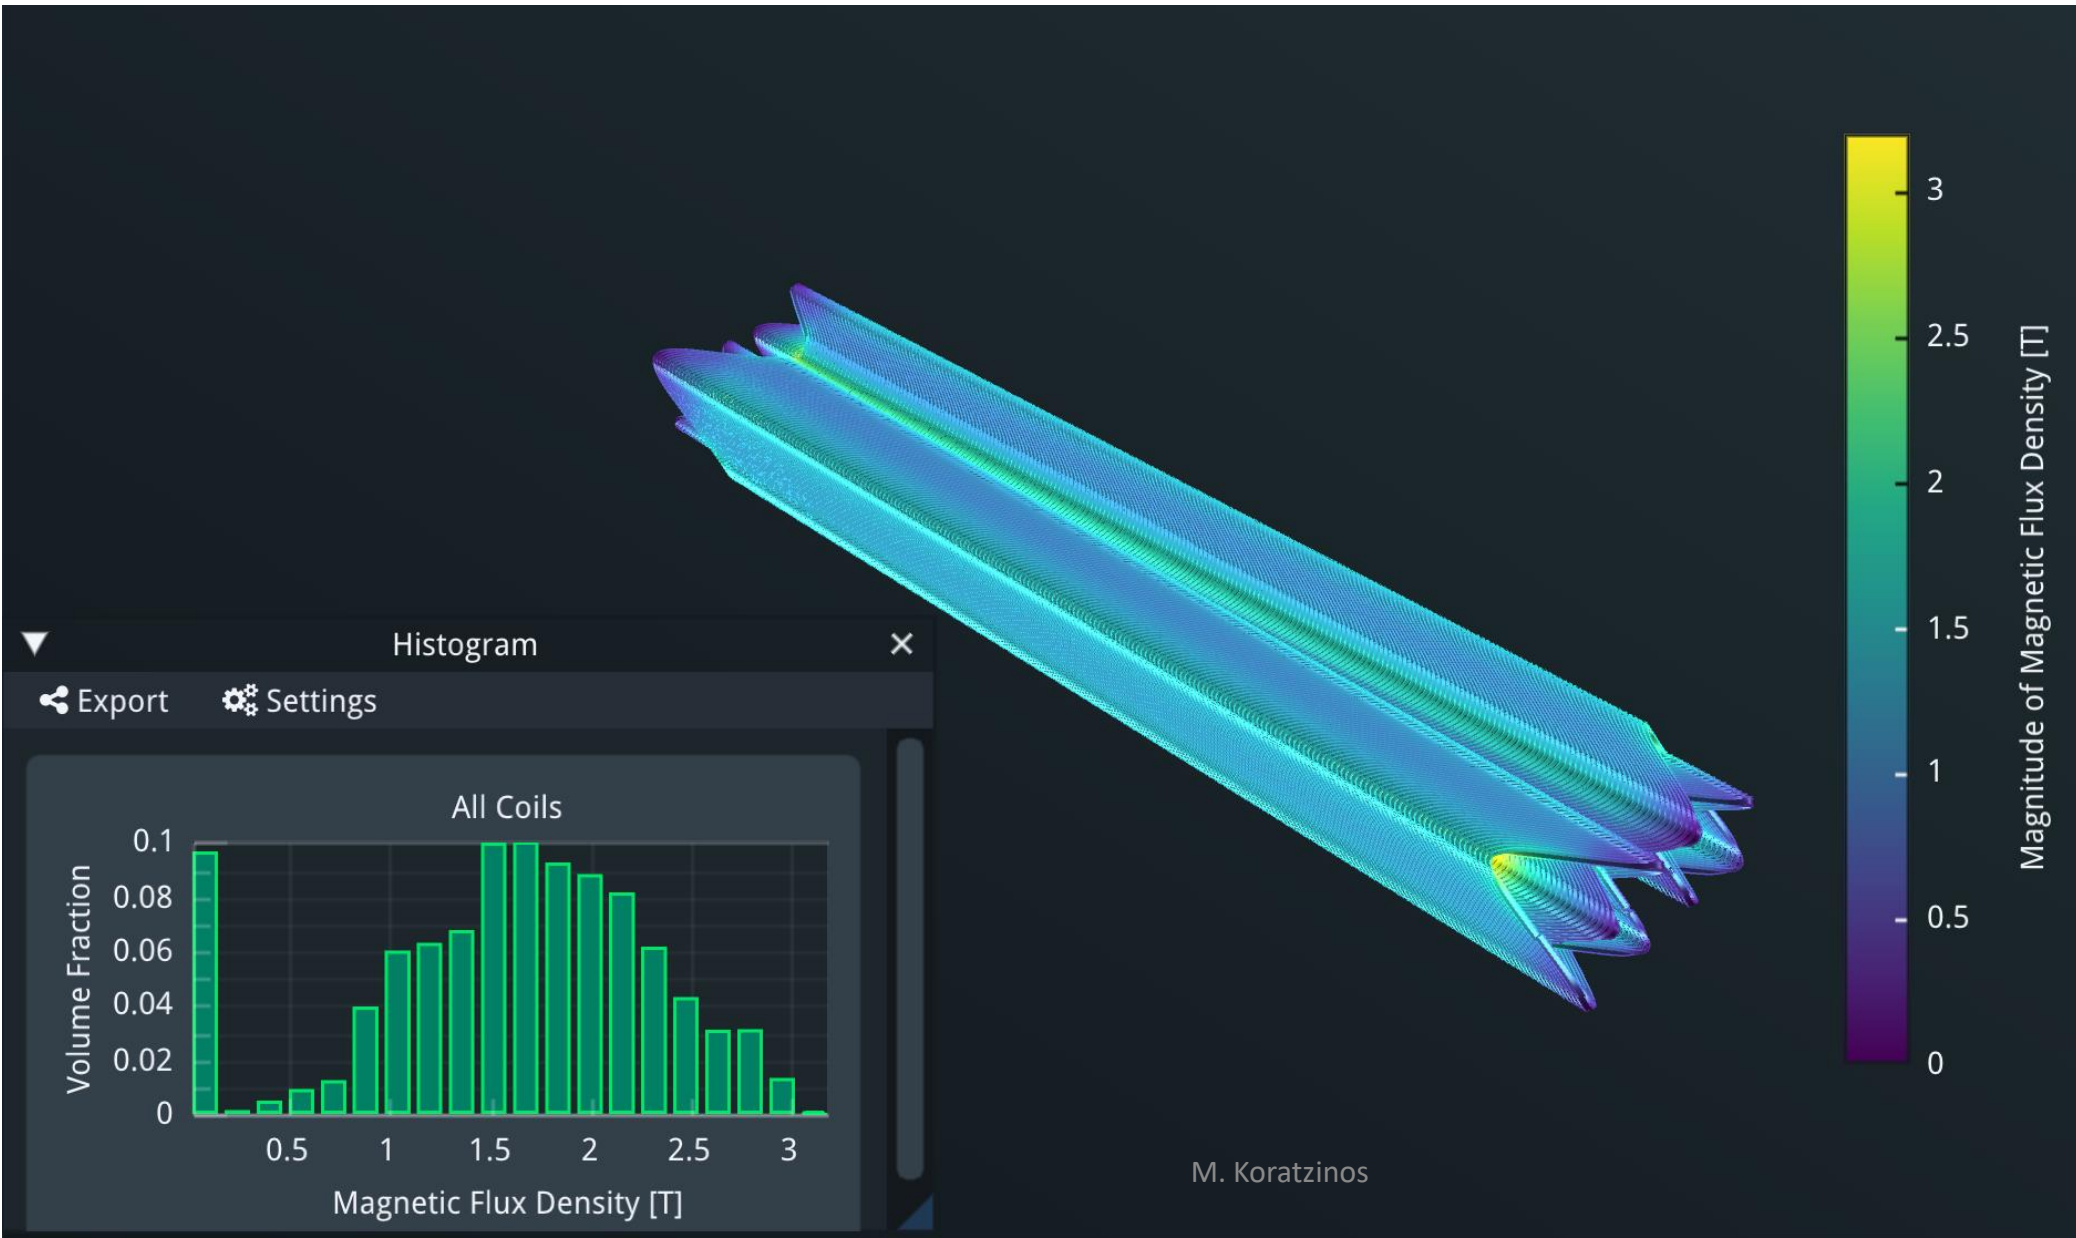 Histogram
Export
Settings
All Coils
Volume Fraction
0.1
0.08
0.06
0.04
0.02
0
0.5
1
1.5
2
2.5
3
Magnetic Flux Density [T]
M. Koratzinos
3
2.5
2
1.5
1
0.5
0
Magnitude of Magnetic Flux Density [T]